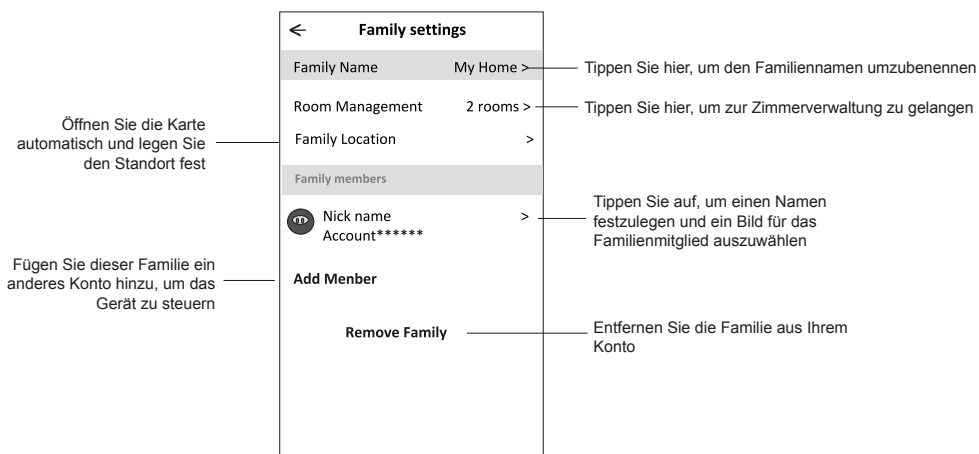 ← Family settings
Family Name My Home >
Tippen Sie hier, um den Familiennamen umzubenennen
Room Management 2 rooms >
Tippen Sie hier, um zur Zimmerverwaltung zu gelangen
Öffnen Sie die Karte
automatisch und legen Sie
den Standort fest
Family Location >
Family members
Nick name >
Account******
Tippen Sie auf, um einen Namen
festzulegen und ein Bild für das
Familienmitglied auszuwählen
Fügen Sie dieser Familie ein
anderes Konto hinzu, um das
Gerät zu steuern
Add Menber
Remove Family
Entfernen Sie die Familie aus Ihrem
Konto